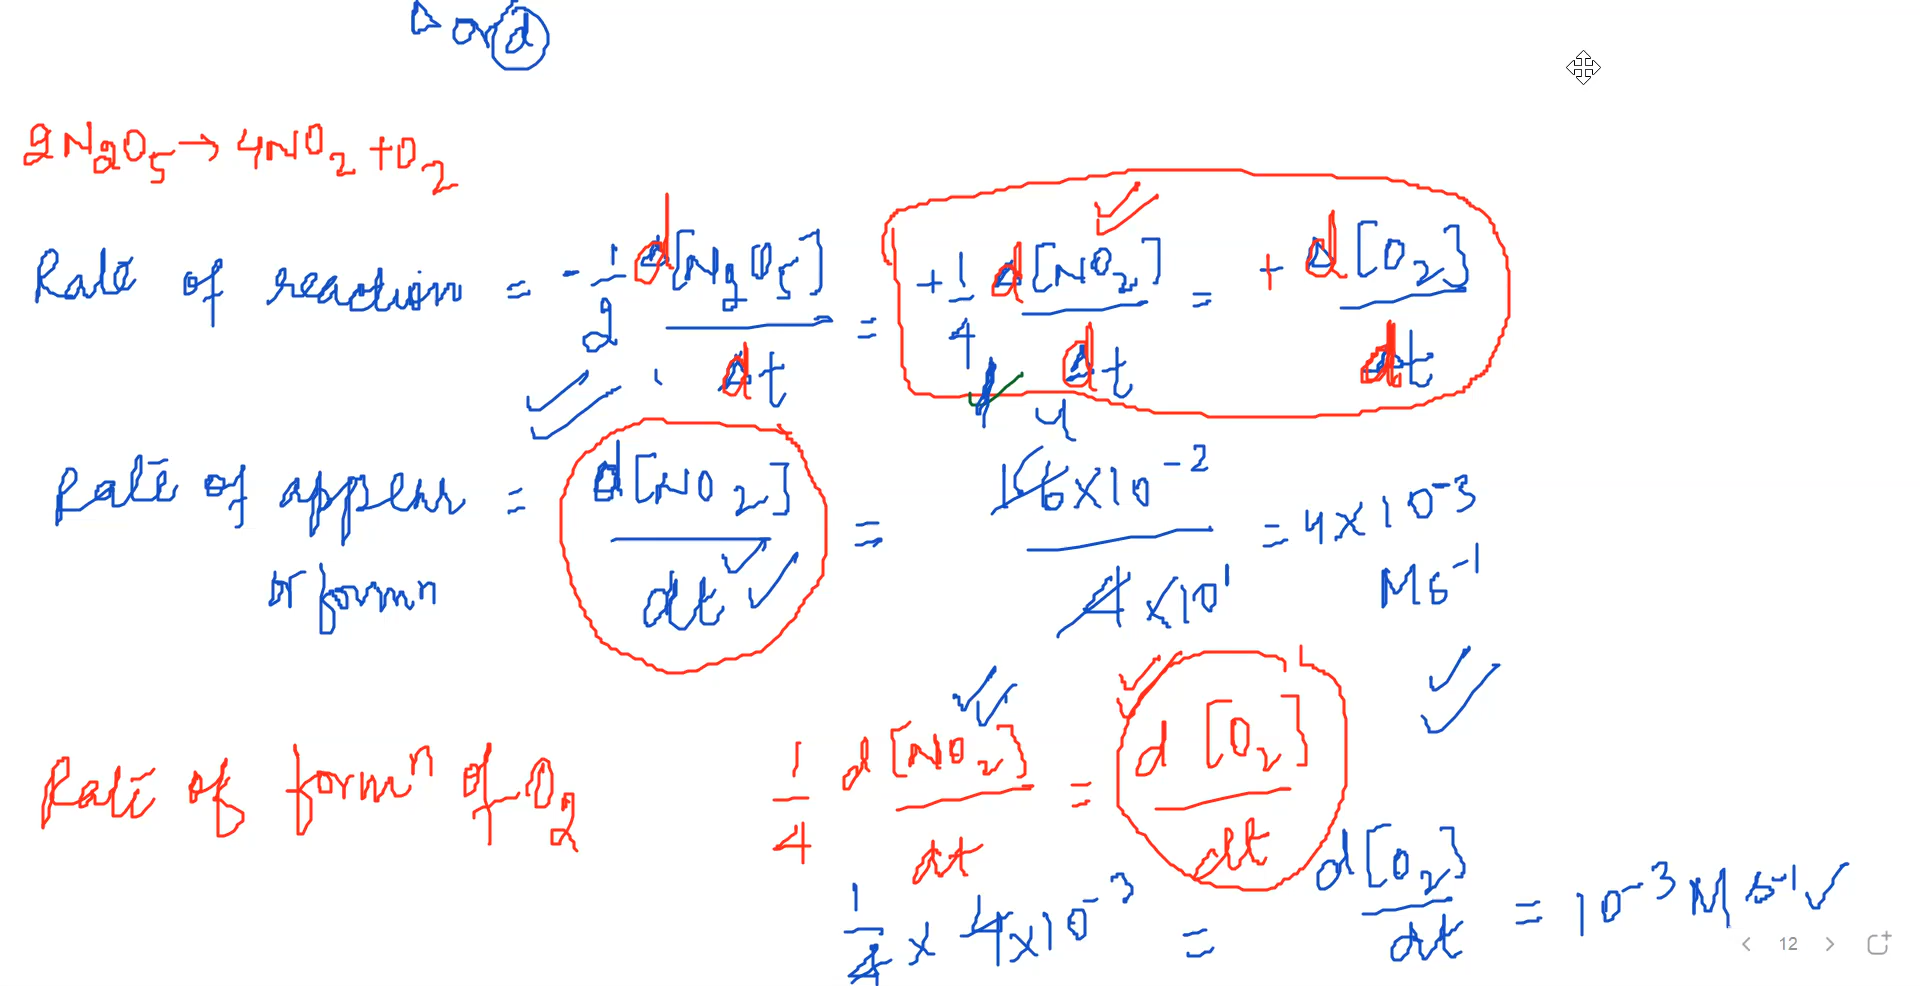 Δ or d
2N2O5 → 4NO2 + O2
Rate of reaction = - 1/2 d[N2O5]/dt = + 1/4 d[NO2]/dt = + d[O2]/dt
Rate of appear = d[NO2]/dt = 16×10^-2 / 4×10^1 = 4×10^-3
or form^n
M s^-1
Rate of form^n of O2 1/4 d[NO2]/dt = d[O2]/dt
1/4 × 4×10^-3 = d[O2]/dt = 10^-3 M s^-1
12